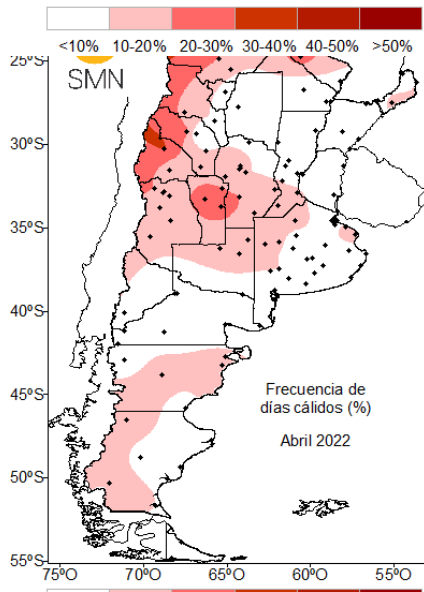 <10% 10-20% 20-30% 30-40% 40-50% >50%
25ºS
SMN
30ºS
35ºS
40ºS
45ºS
Frecuencia de
días cálidos (%)
Abril 2022
50ºS
55ºS
75ºO 70ºO 65ºO 60ºO 55ºO